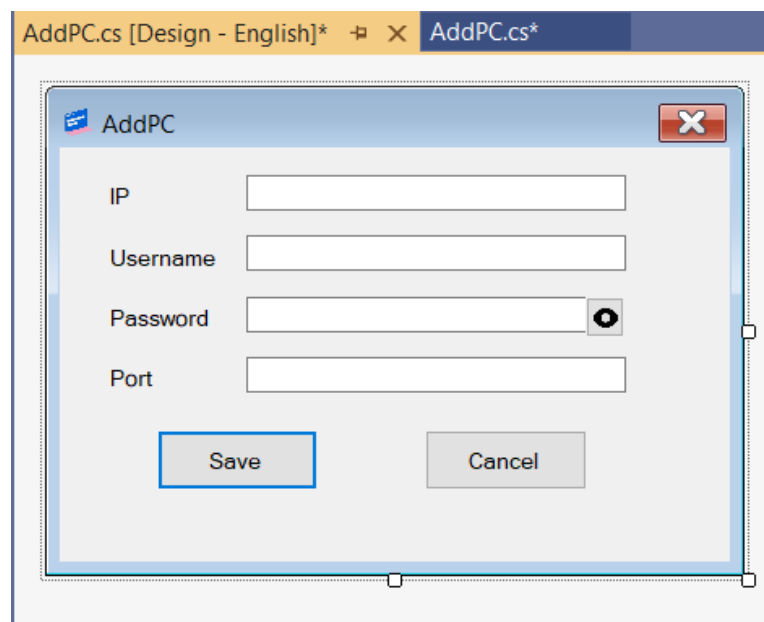 AddPC.cs [Design - English]* AddPC.cs*
AddPC
IP
Username
Password
Port
Save Cancel